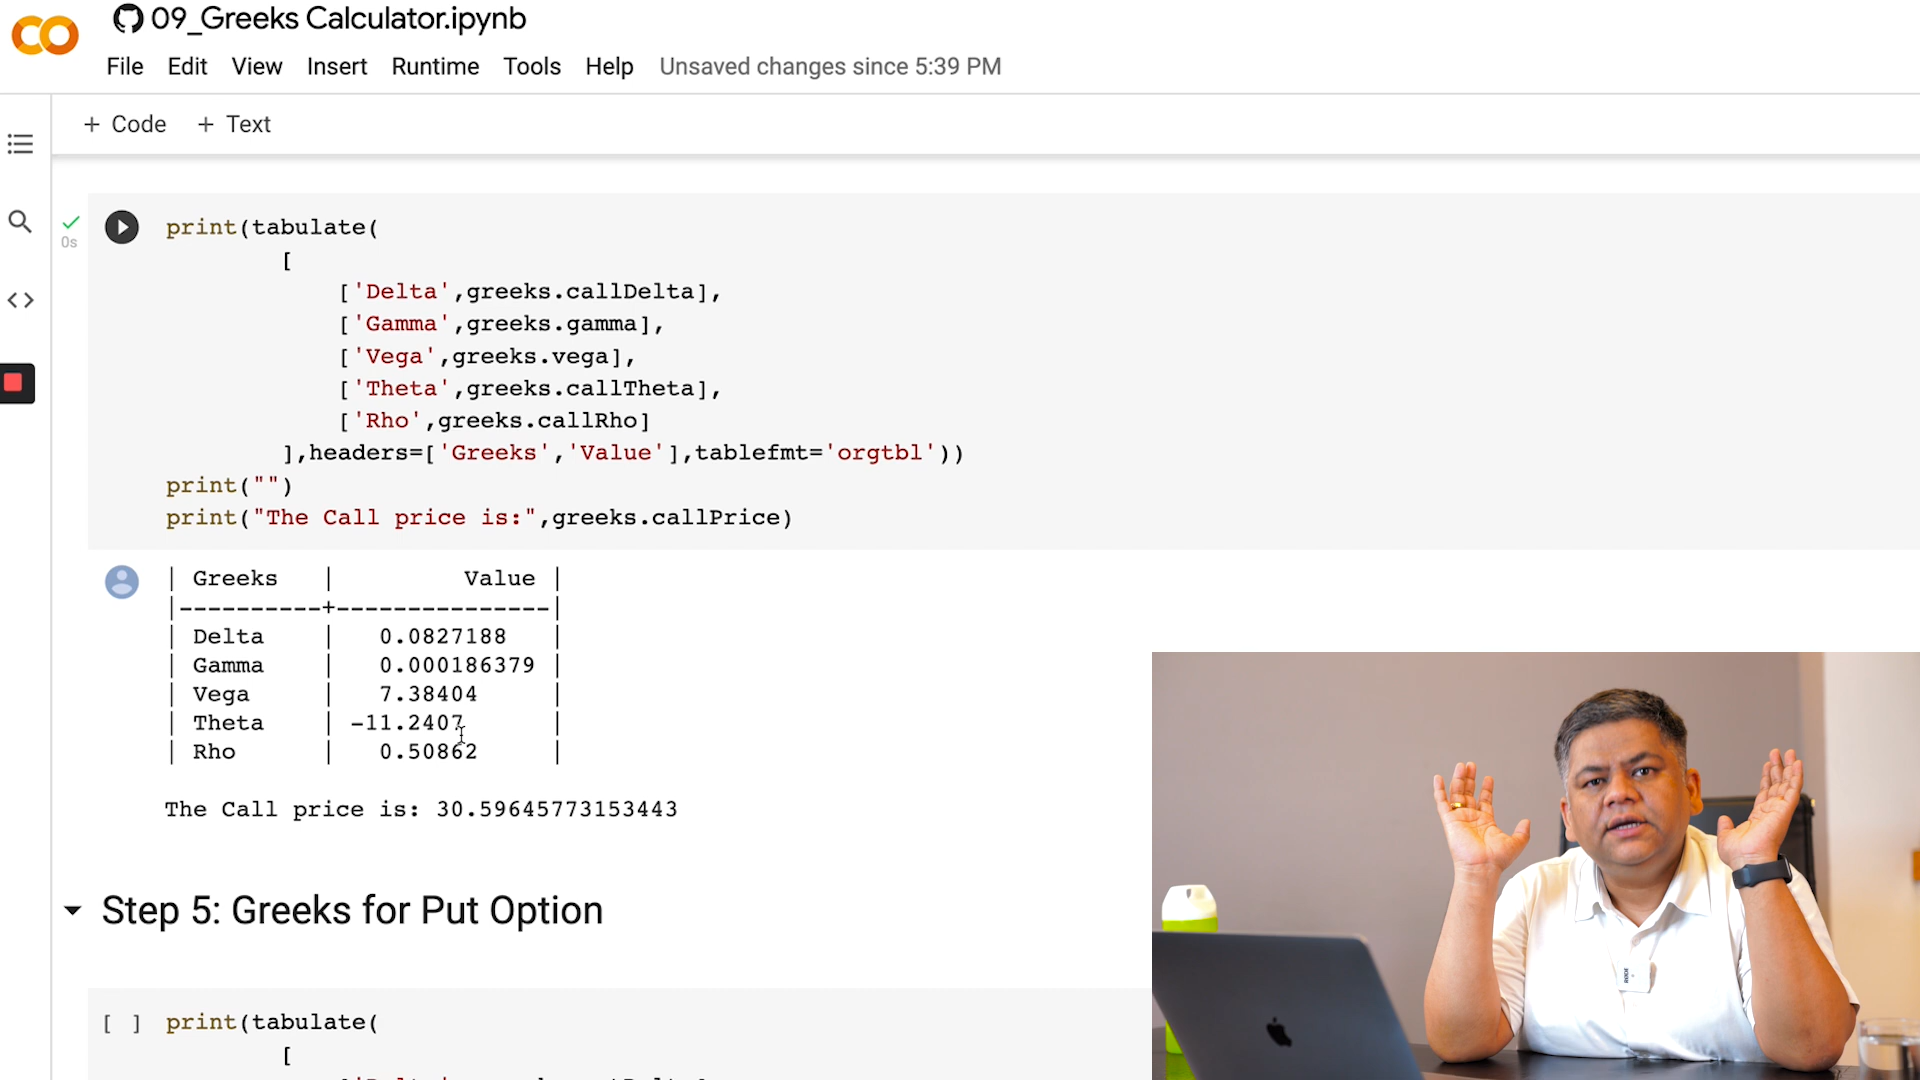 09_Greeks Calculator.ipynb
File Edit View Insert Runtime Tools Help Unsaved changes since 5:39 PM
+ Code + Text
0s
print(tabulate(
[
['Delta',greeks.callDelta],
['Gamma',greeks.gamma],
['Vega',greeks.vega],
['Theta',greeks.callTheta],
['Rho',greeks.callRho]
],headers=['Greeks','Value'],tablefmt='orgtbl'))
print("")
print("The Call price is:",greeks.callPrice)
| Greeks | Value |
|----------+---------------|
| Delta | 0.0827188 |
| Gamma | 0.000186379 |
| Vega | 7.38404 |
| Theta | -11.2407 |
| Rho | 0.50862 |
The Call price is: 30.59645773153443
Step 5: Greeks for Put Option
[ ] print(tabulate(
[
RØDE